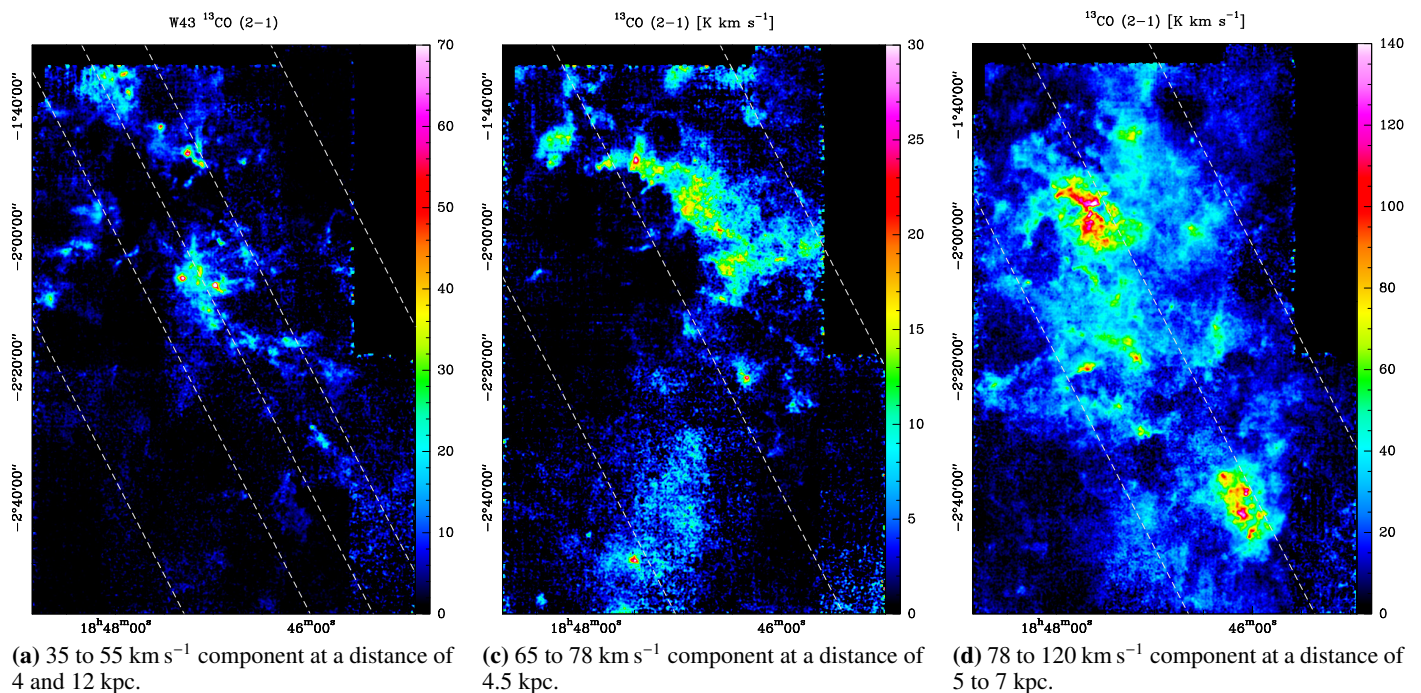 W43 ¹³CO (2−1)
70
60
50
40
30
20
10
0
−1°40′00″
−2°00′00″
−2°20′00″
−2°40′00″
18ʰ48ᵐ00ˢ
46ᵐ00ˢ
(a) 35 to 55 km s⁻¹ component at a distance of
4 and 12 kpc.
¹³CO (2−1) [K km s⁻¹]
30
25
20
15
10
5
0
−1°40′00″
−2°00′00″
−2°20′00″
−2°40′00″
18ʰ48ᵐ00ˢ
46ᵐ00ˢ
(c) 65 to 78 km s⁻¹ component at a distance of
4.5 kpc.
¹³CO (2−1) [K km s⁻¹]
140
120
100
80
60
40
20
0
−1°40′00″
−2°00′00″
−2°20′00″
−2°40′00″
18ʰ48ᵐ00ˢ
46ᵐ00ˢ
(d) 78 to 120 km s⁻¹ component at a distance of
5 to 7 kpc.